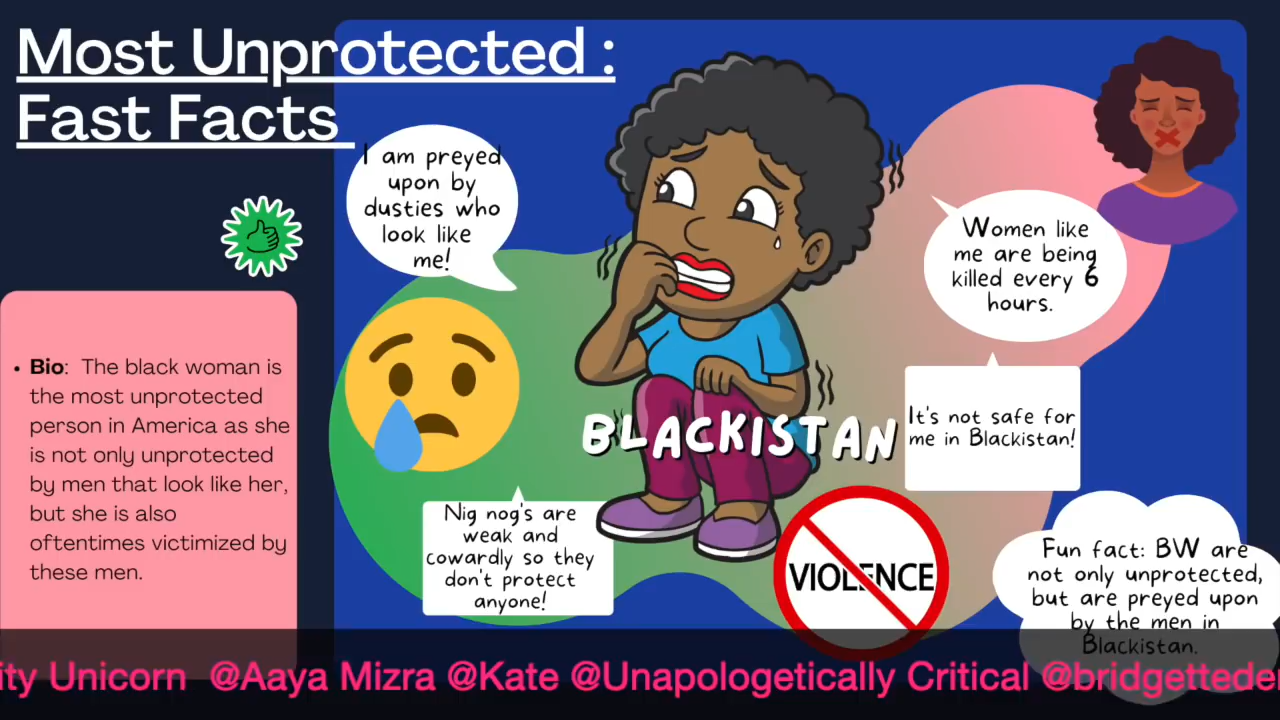 Most Unprotected :
Fast Facts
I am preyed
upon by
dusties who
look like
me!
Women like
me are being
killed every 6
hours.
• Bio: The black woman is
the most unprotected
person in America as she
is not only unprotected
by men that look like her,
but she is also
oftentimes victimized by
these men.
BLACKISTAN
It's not safe for
me in Blackistan!
Nig nog's are
weak and
cowardly so they
don't protect
anyone!
VIOLENCE
Fun fact: BW are
not only unprotected,
but are preyed upon
by the men in
Blackistan.
ity Unicorn @Aaya Mizra @Kate @Unapologetically Critical @bridgetteder